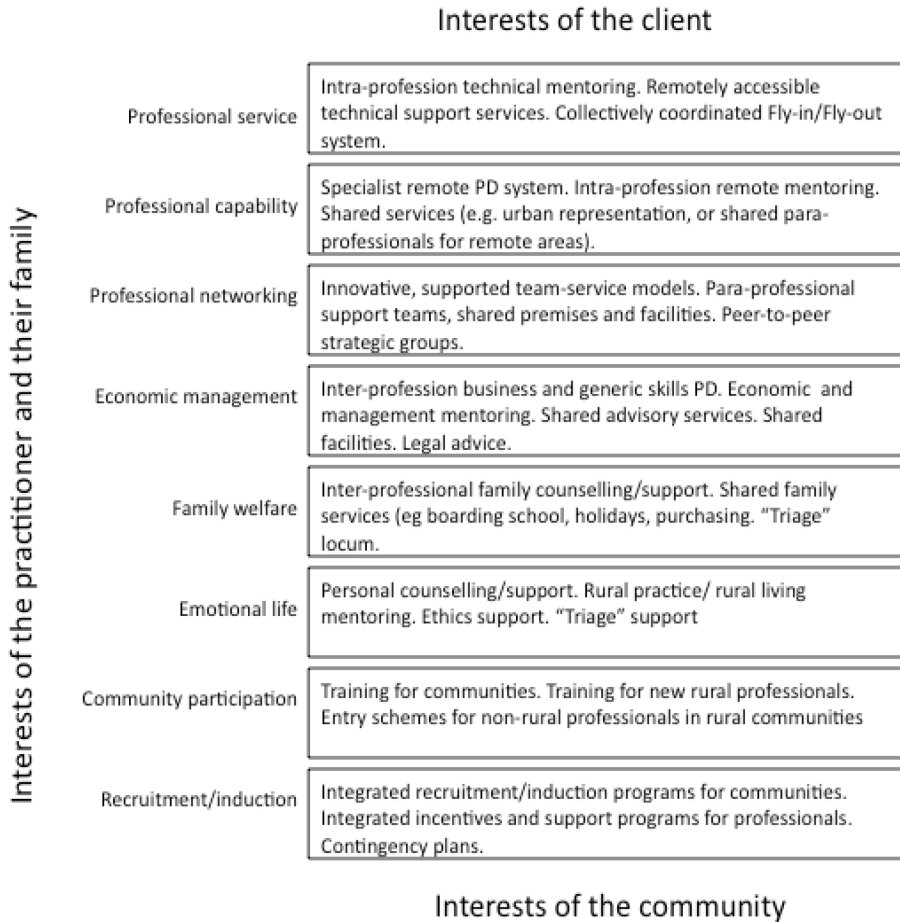 Interests of the client
Interests of the practitioner and their family
Professional service
Intra-profession technical mentoring. Remotely accessible
technical support services. Collectively coordinated Fly-in/Fly-out
system.
Professional capability
Specialist remote PD system. Intra-profession remote mentoring.
Shared services (e.g. urban representation, or shared para-
professionals for remote areas).
Professional networking
Innovative, supported team-service models. Para-professional
support teams, shared premises and facilities. Peer-to-peer
strategic groups.
Economic management
Inter-profession business and generic skills PD. Economic and
management mentoring. Shared advisory services. Shared
facilities. Legal advice.
Family welfare
Inter-professional family counselling/support. Shared family
services (eg boarding school, holidays, purchasing. “Triage”
locum.
Emotional life
Personal counselling/support. Rural practice/ rural living
mentoring. Ethics support. “Triage” support
Community participation
Training for communities. Training for new rural professionals.
Entry schemes for non-rural professionals in rural communities
Recruitment/induction
Integrated recruitment/induction programs for communities.
Integrated incentives and support programs for professionals.
Contingency plans.
Interests of the community